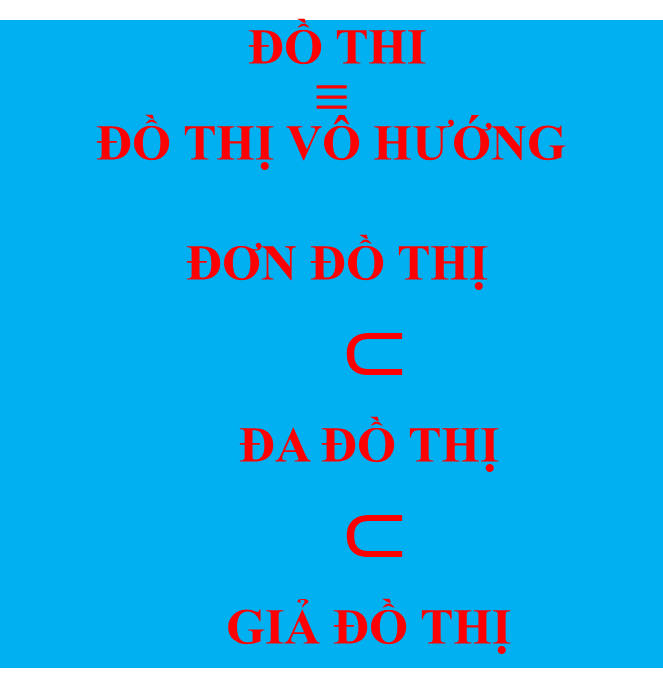 ĐỒ THI
≡
ĐỒ THỊ VÔ HƯỚNG
ĐƠN ĐỒ THỊ
⊂
ĐA ĐỒ THỊ
⊂
GIẢ ĐỒ THỊ